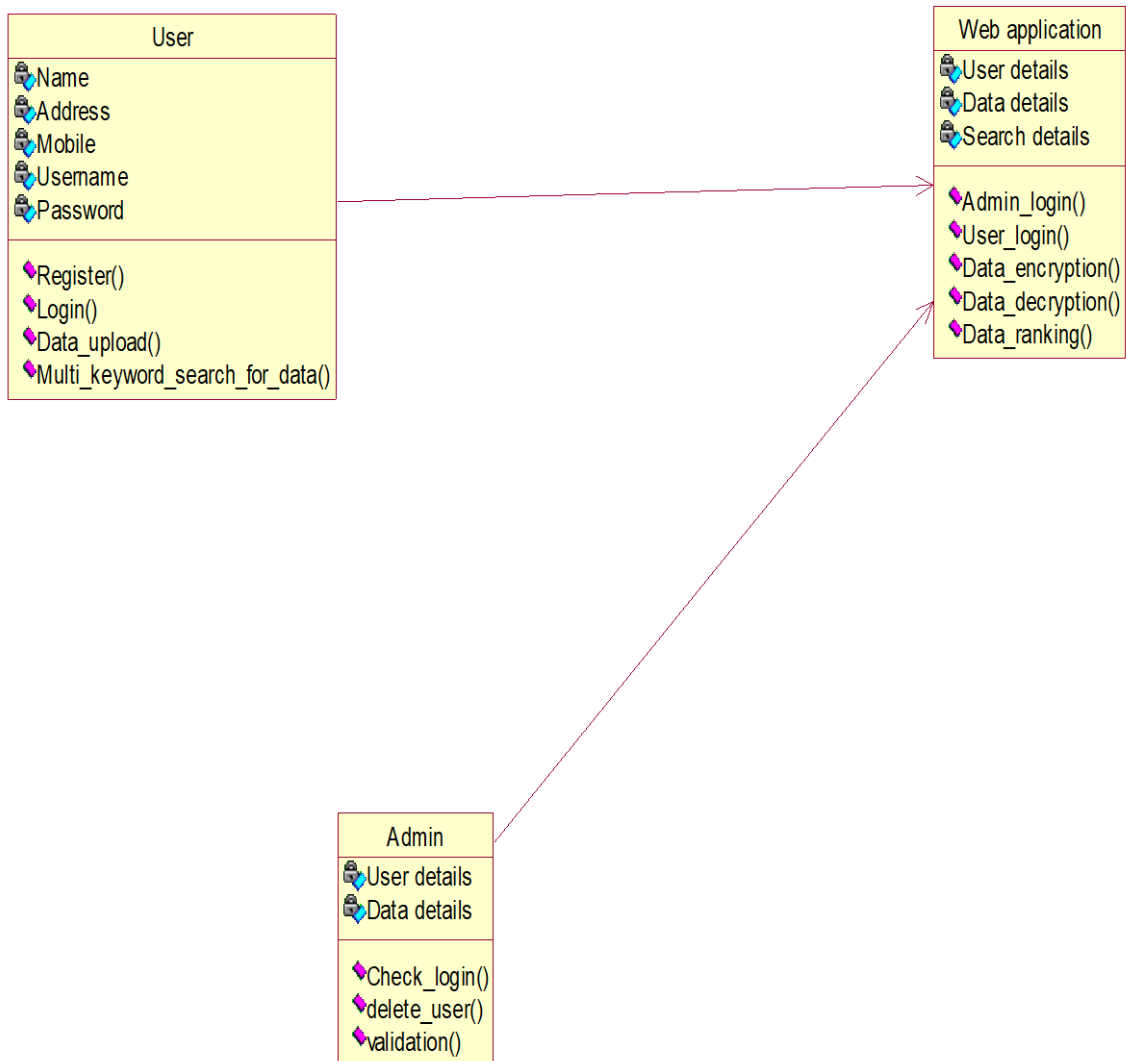 User
Name
Address
Mobile
Username
Password
Register()
Login()
Data_upload()
Multi_keyword_search_for_data()
Web application
User details
Data details
Search details
Admin_login()
User_login()
Data_encryption()
Data_decryption()
Data_ranking()
Admin
User details
Data details
Check_login()
delete_user()
validation()